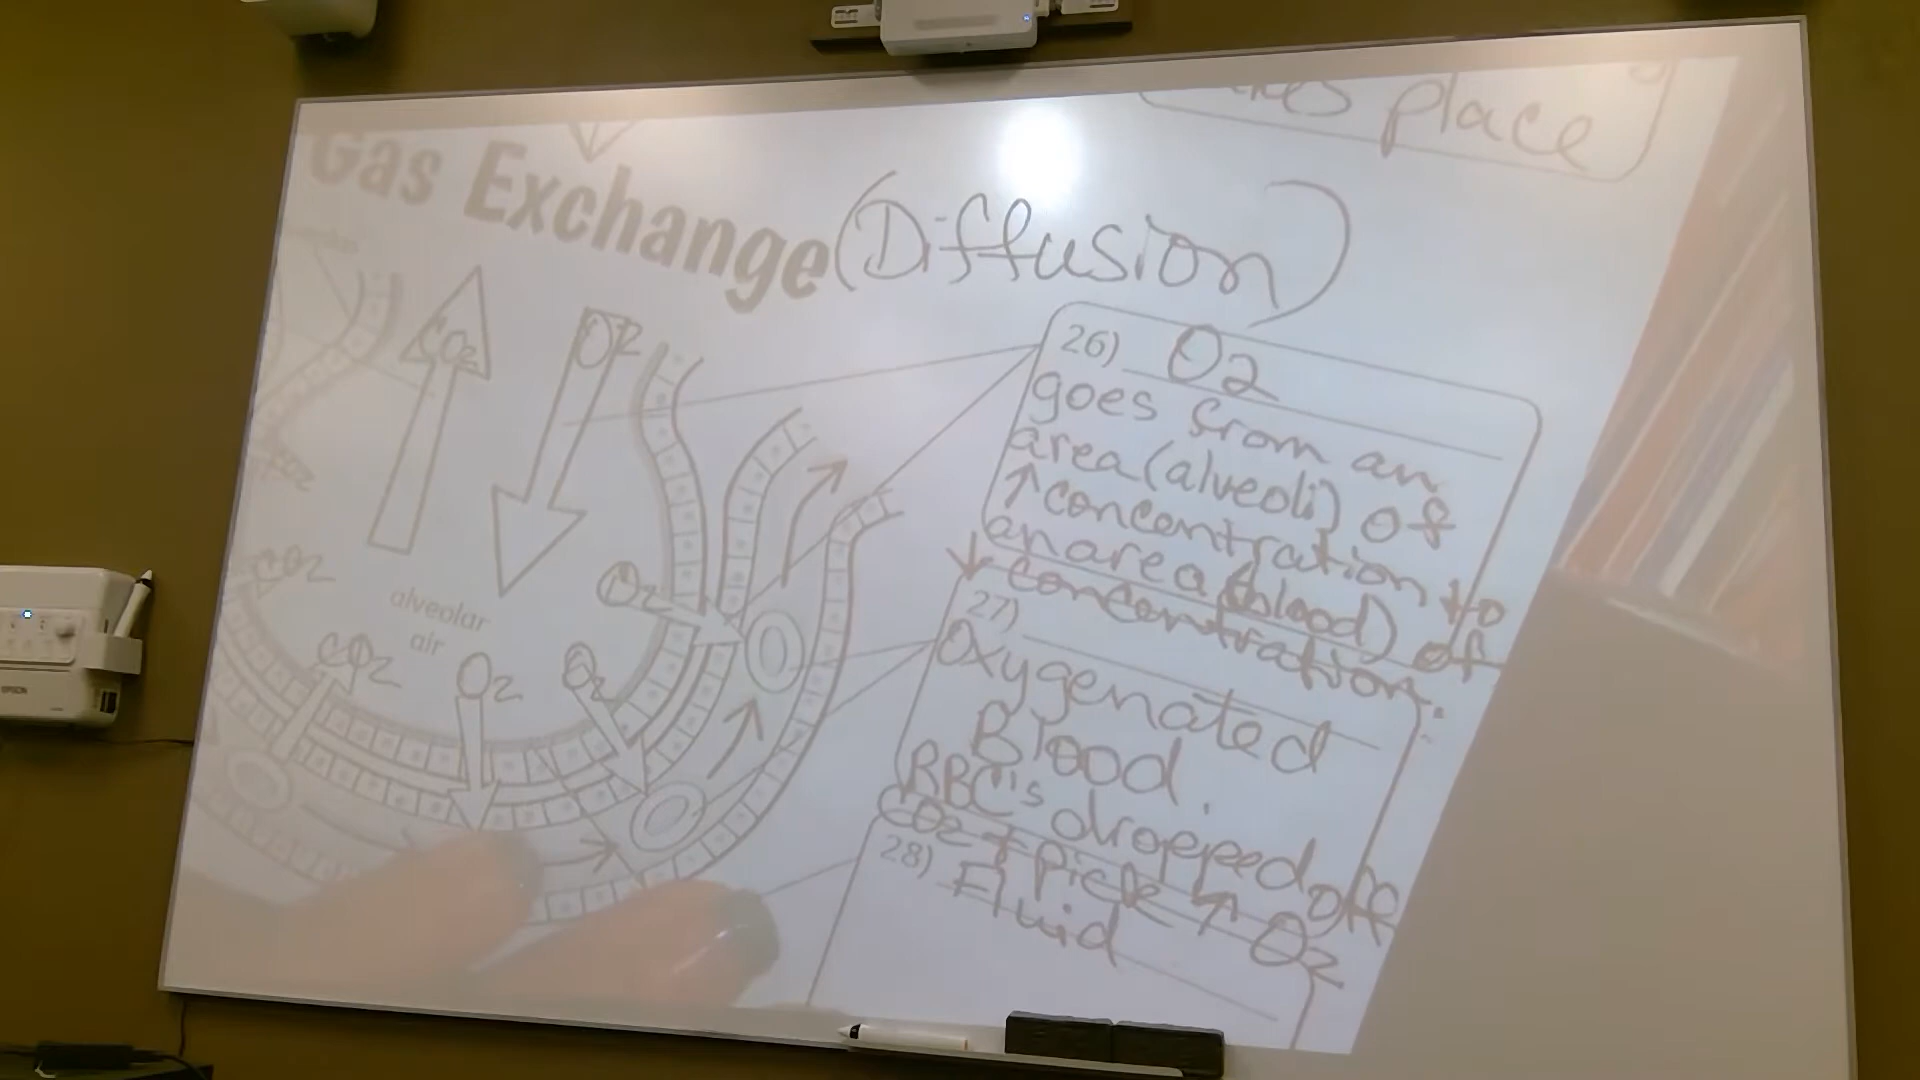 place
Gas Exchange (Diffusion)
CO2
O2
26) O2
goes from an
area (alveoli) of
↑ concentration to
an area (blood) of
↓ concentration.
CO2
alveolar
air
O2
CO2
O2
O2
27)
Oxygenated
Blood.
RBC's dropped off
CO2 + Pick ↑ O2
28) Fluid
EPSON